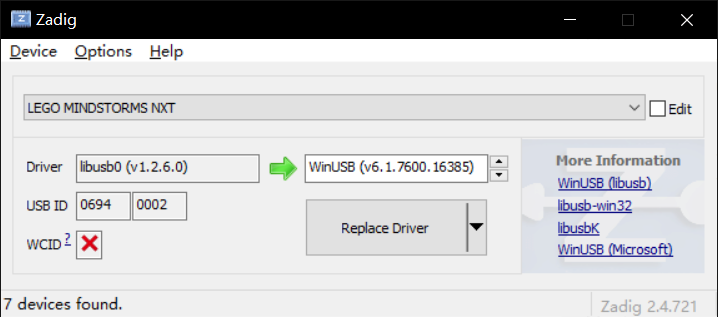 Zadig
Device Options Help
LEGO MINDSTORMS NXT
Edit
Driver libusb0 (v1.2.6.0) WinUSB (v6.1.7600.16385)
USB ID 0694 0002
WCID ?
Replace Driver
More Information
WinUSB (libusb)
libusb-win32
libusbK
WinUSB (Microsoft)
7 devices found.
Zadig 2.4.721